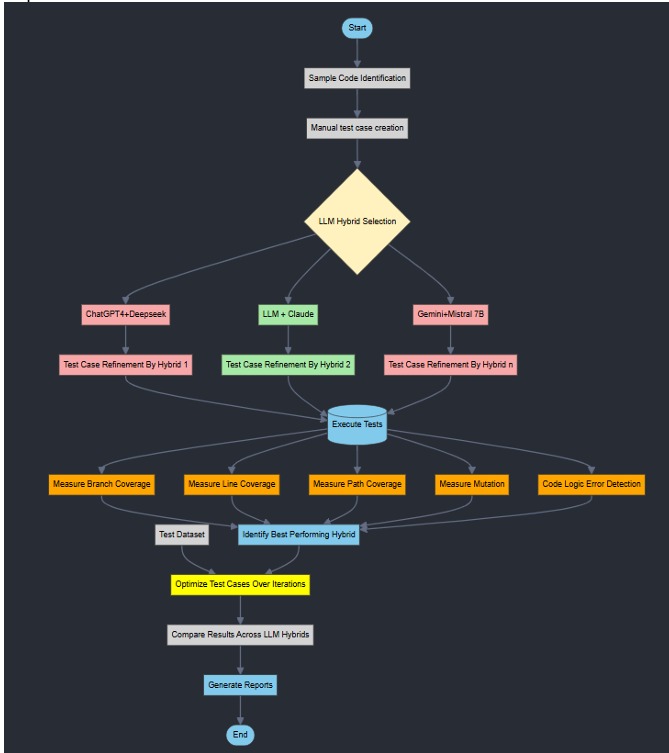 Start
Sample Code Identification
Manual test case creation
LLM Hybrid Selection
ChatGPT4+Deepseek
LLM + Claude
Gemini+Mistral 7B
Test Case Refinement By Hybrid 1
Test Case Refinement By Hybrid 2
Test Case Refinement By Hybrid n
Execute Tests
Measure Branch Coverage
Measure Line Coverage
Measure Path Coverage
Measure Mutation
Code Logic Error Detection
Test Dataset
Identify Best Performing Hybrid
Optimize Test Cases Over Iterations
Compare Results Across LLM Hybrids
Generate Reports
End